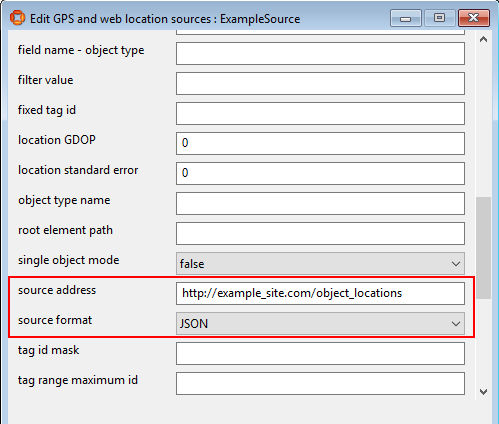 Edit GPS and web location sources : ExampleSource
field name - object type
filter value
fixed tag id
location GDOP 0
location standard error 0
object type name
root element path
single object mode false
source address http://example_site.com/object_locations
source format JSON
tag id mask
tag range maximum id